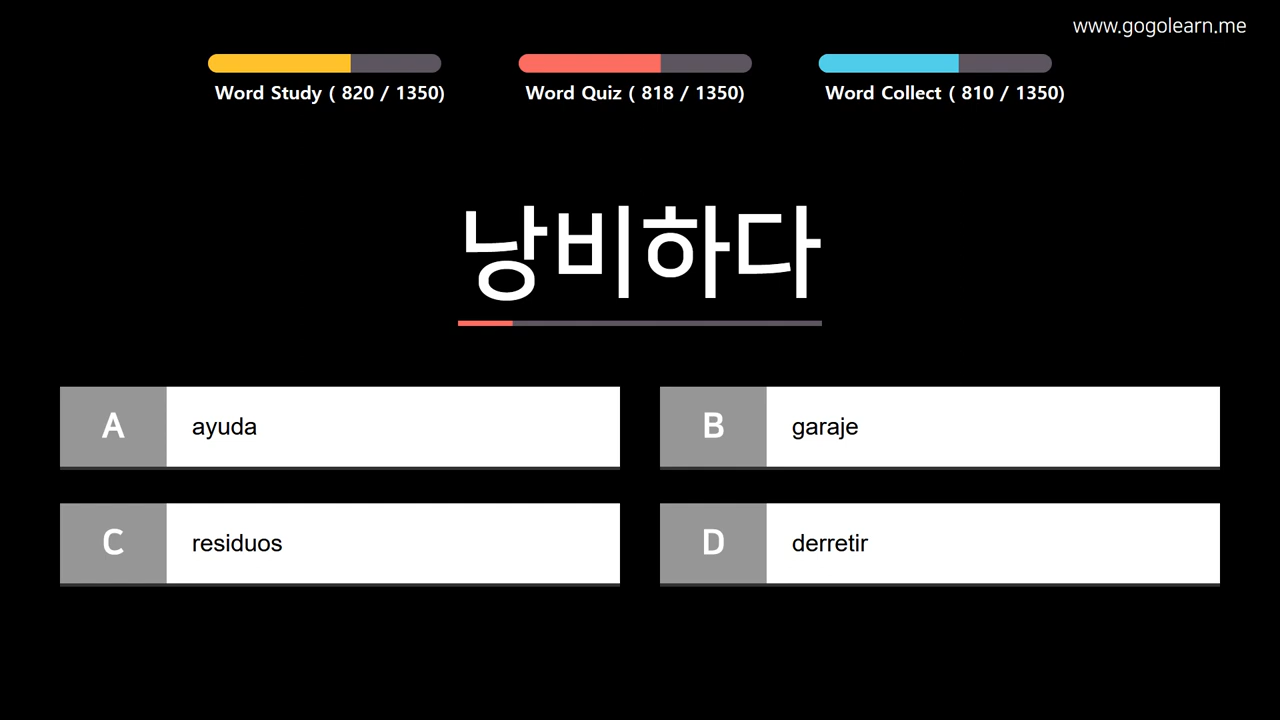 www.gogolearn.me
Word Study ( 820 / 1350)
Word Quiz ( 818 / 1350)
Word Collect ( 810 / 1350)
낭비하다
A ayuda
B garaje
C residuos
D derretir